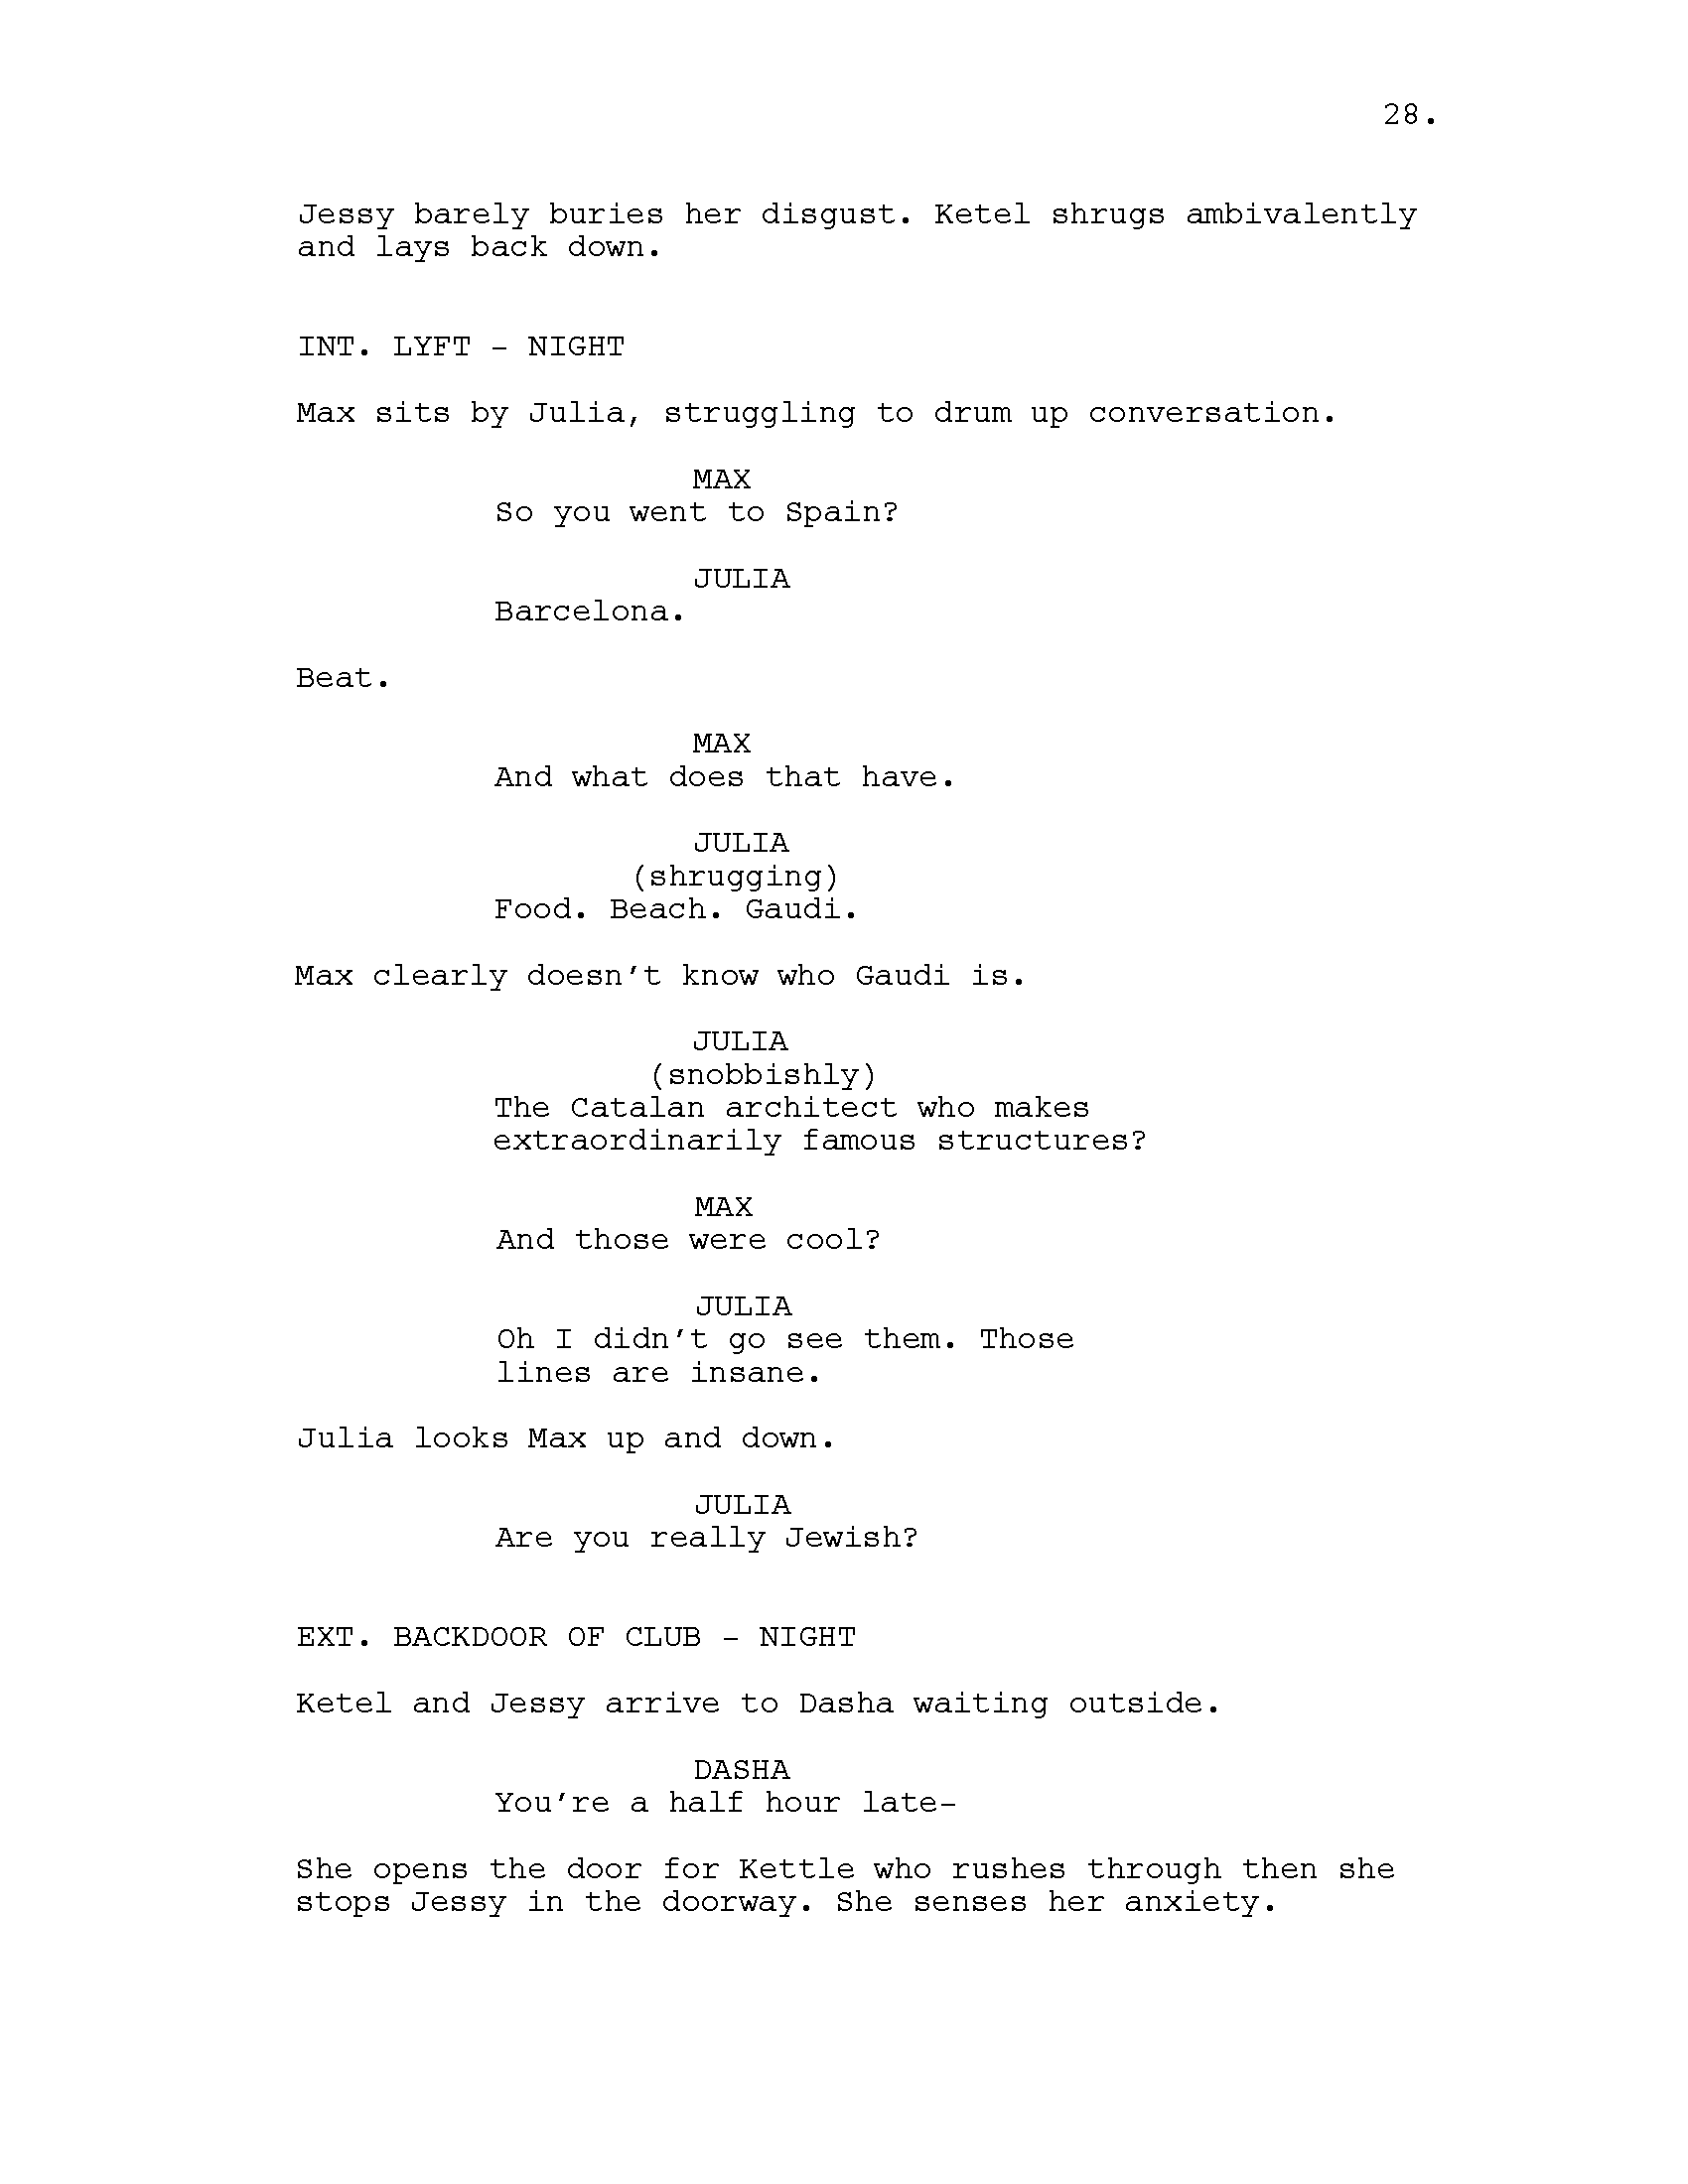 28.
Jessy barely buries her disgust. Ketel shrugs ambivalently
and lays back down.
INT. LYFT - NIGHT
Max sits by Julia, struggling to drum up conversation.
MAX
So you went to Spain?
JULIA
Barcelona.
Beat.
MAX
And what does that have.
JULIA
(shrugging)
Food. Beach. Gaudi.
Max clearly doesn't know who Gaudi is.
JULIA
(snobbishly)
The Catalan architect who makes
extraordinarily famous structures?
MAX
And those were cool?
JULIA
Oh I didn't go see them. Those
lines are insane.
Julia looks Max up and down.
JULIA
Are you really Jewish?
EXT. BACKDOOR OF CLUB - NIGHT
Ketel and Jessy arrive to Dasha waiting outside.
DASHA
You're a half hour late-
She opens the door for Kettle who rushes through then she
stops Jessy in the doorway. She senses her anxiety.